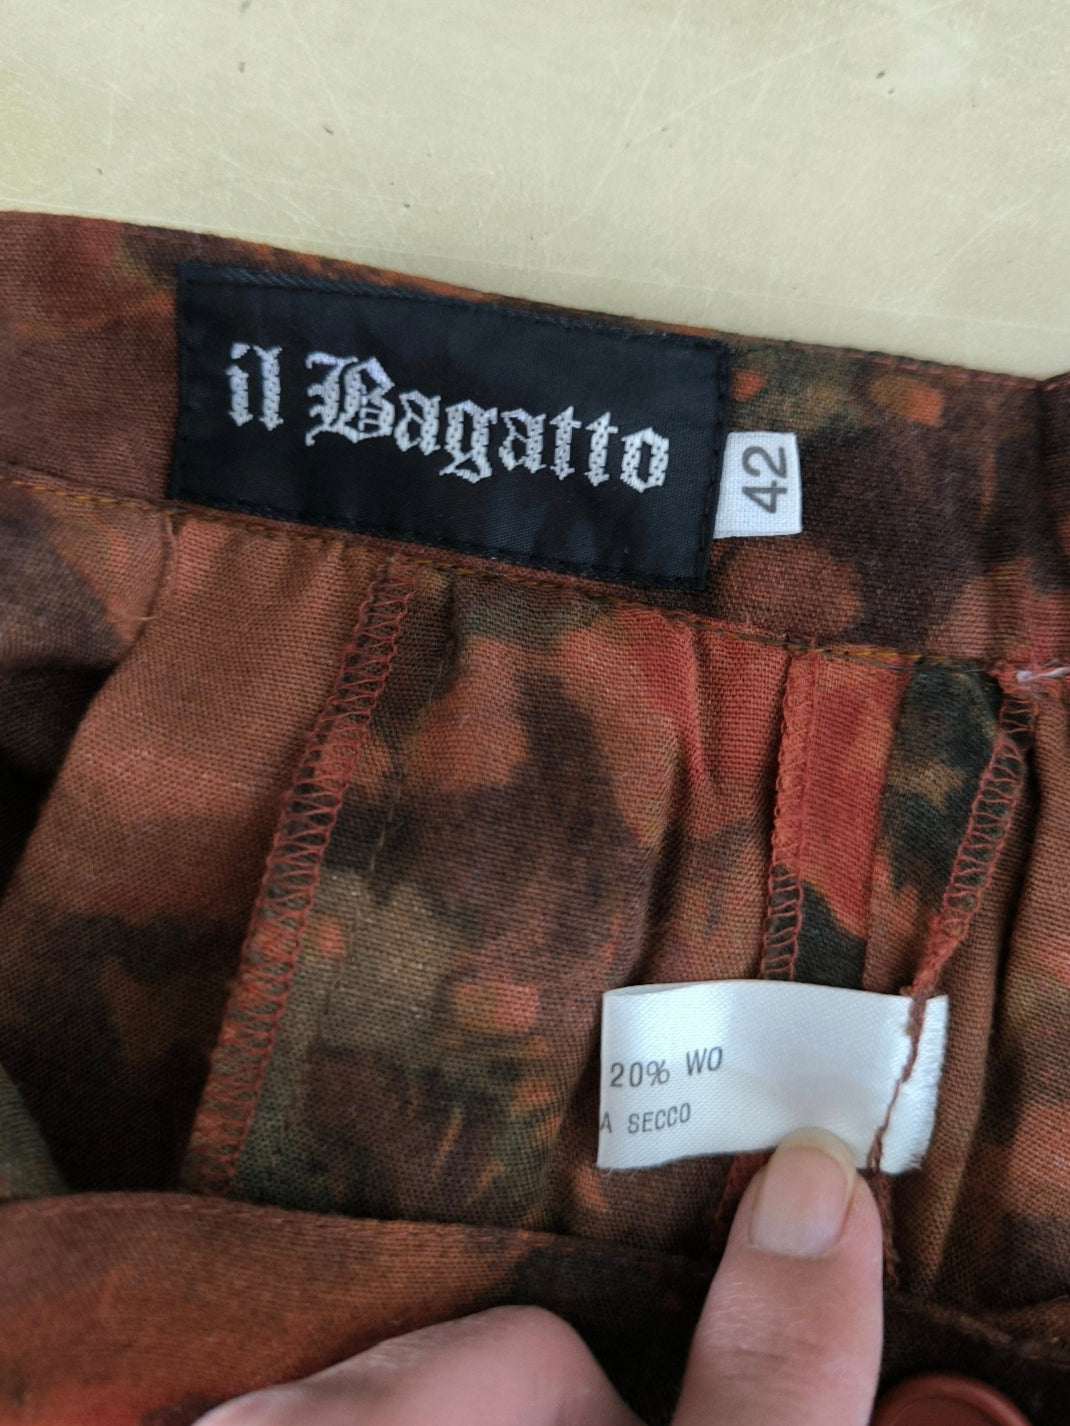 il Bagatto
42
20% WO
A SECCO